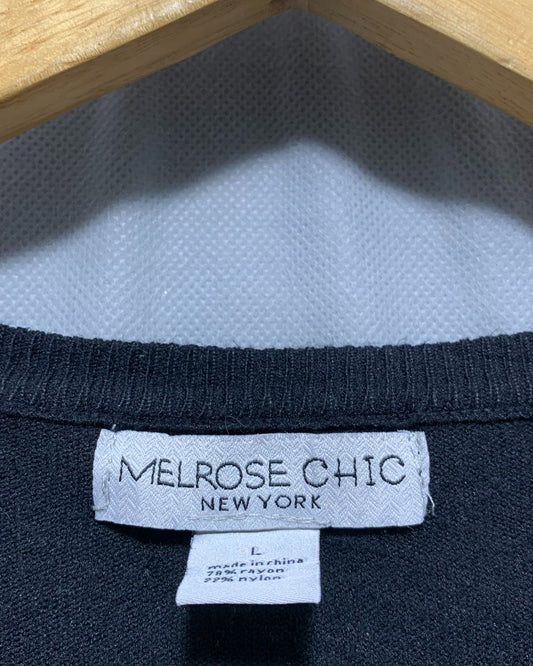 MELROSE CHIC
NEW YORK
L
made in china
78% rayon
22% nylon